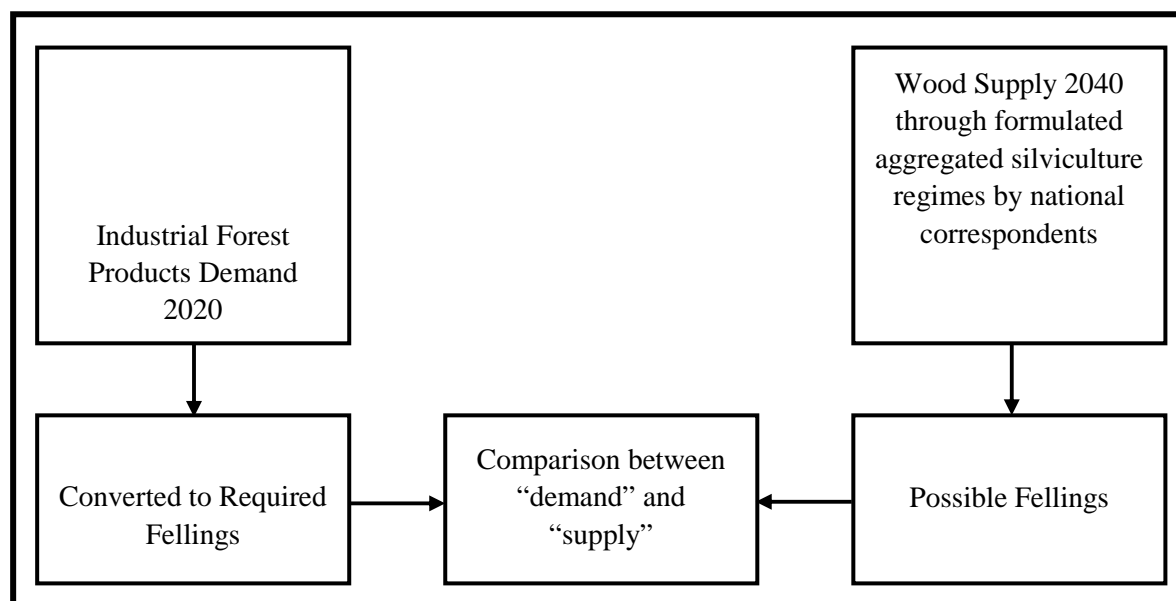 Industrial Forest
Products Demand
2020
Wood Supply 2040
through formulated
aggregated silviculture
regimes by national
correspondents
Converted to Required
Fellings
Comparison between
“demand” and
“supply”
Possible Fellings